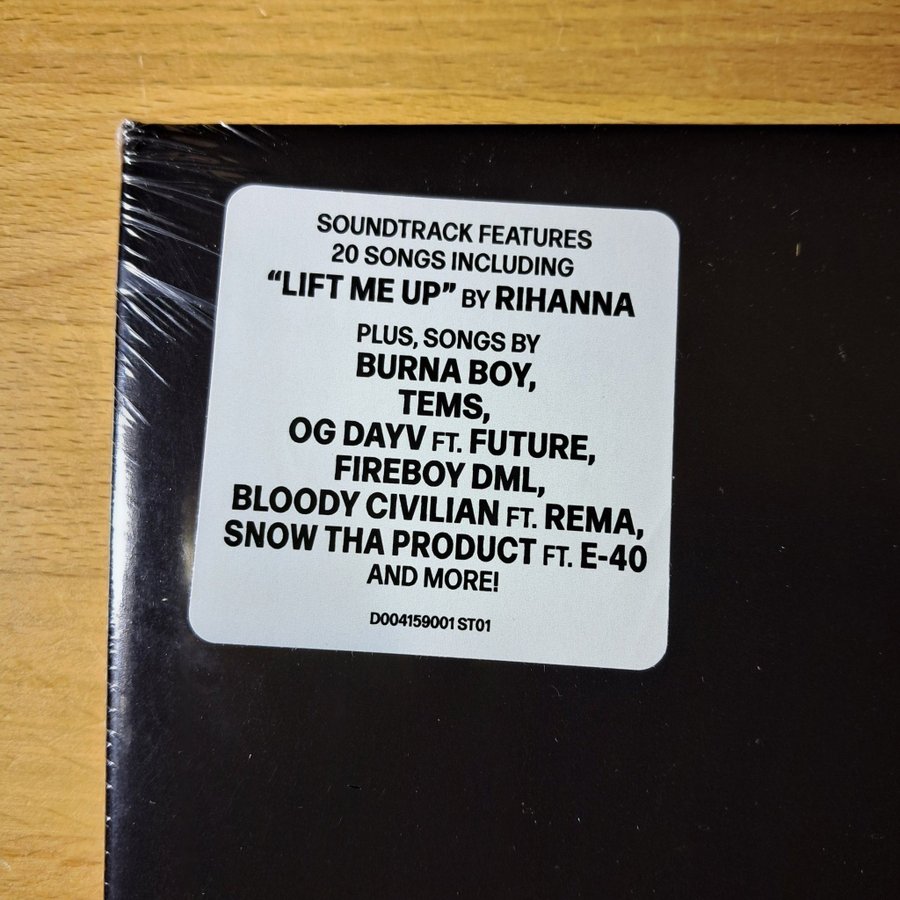 SOUNDTRACK FEATURES
20 SONGS INCLUDING
“LIFT ME UP” BY RIHANNA
PLUS, SONGS BY
BURNA BOY,
TEMS,
OG DAYV FT. FUTURE,
FIREBOY DML,
BLOODY CIVILIAN FT. REMA,
SNOW THA PRODUCT FT. E-40
AND MORE!
D004159001 ST01